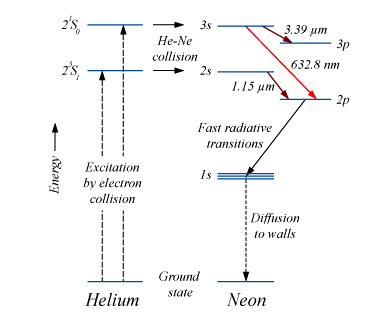 2¹S₀
3s
3.39 µm
He-Ne
collision
3p
632.8 nm
2³S₁
2s
1.15 µm
2p
Fast radiative
transitions
Energy
Excitation
by electron
collision
1s
Diffusion
to walls
Ground
state
Helium
Neon